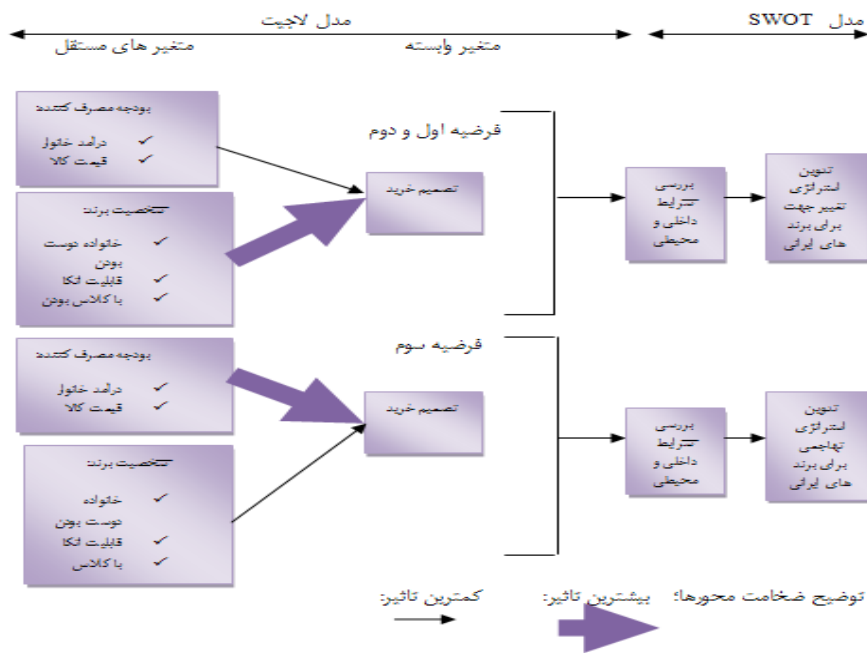 مدل SWOT
مدل لاجیت
متغیر وابسته
متغیر های مستقل
بودجه مصرف کننده:
✓ درآمد خانوار
✓ قیمت کالا
شخصیت برند:
✓ خانواده دوست
بودن
✓ قابلیت اتکا
✓ با کلاس بودن
فرضیه اول و دوم
تصمیم خرید
بررسی
شرایط
داخلی و
محیطی
تدوین
استراتژی
تغییر جهت
برای برند
های ایرانی
بودجه مصرف کننده:
✓ درآمد خانوار
✓ قیمت کالا
شخصیت برند:
✓ خانواده
دوست بودن
✓ قابلیت اتکا
✓ با کلاس
فرضیه سوم
تصمیم خرید
بررسی
شرایط
داخلی و
محیطی
تدوین
استراتژی
تهاجمی
برای برند
های ایرانی
توضیح ضخامت محورها؛ بیشترین تاثیر: کمترین تاثیر: